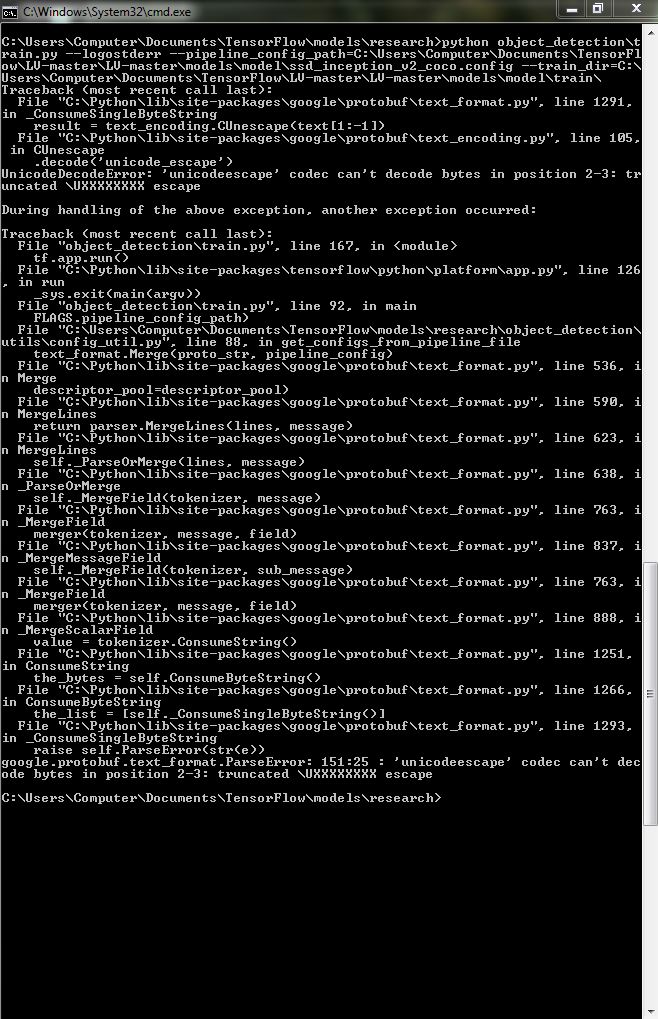 C:\Windows\System32\cmd.exe
C:\Users\Computer\Documents\TensorFlow\models\research>python object_detection\t
rain.py --logostderr --pipeline_config_path=C:\Users\Computer\Documents\TensorFl
ow\LV-master\LV-master\models\model\ssd_inception_v2_coco.config --train_dir=C:\
Users\Computer\Documents\TensorFlow\LV-master\LV-master\models\model\train\
Traceback (most recent call last):
  File "C:\Python\lib\site-packages\google\protobuf\text_format.py", line 1291,
in _ConsumeSingleByteString
    result = text_encoding.CUnescape(text[1:-1])
  File "C:\Python\lib\site-packages\google\protobuf\text_encoding.py", line 105,
 in CUnescape
    .decode('unicode_escape')
UnicodeDecodeError: 'unicodeescape' codec can't decode bytes in position 2-3: tr
uncated \UXXXXXXXX escape

During handling of the above exception, another exception occurred:

Traceback (most recent call last):
  File "object_detection\train.py", line 167, in <module>
    tf.app.run()
  File "C:\Python\lib\site-packages\tensorflow\python\platform\app.py", line 126
, in run
    _sys.exit(main(argv))
  File "object_detection\train.py", line 92, in main
    FLAGS.pipeline_config_path)
  File "C:\Users\Computer\Documents\TensorFlow\models\research\object_detection\
utils\config_util.py", line 88, in get_configs_from_pipeline_file
    text_format.Merge(proto_str, pipeline_config)
  File "C:\Python\lib\site-packages\google\protobuf\text_format.py", line 536, i
n Merge
    descriptor_pool=descriptor_pool)
  File "C:\Python\lib\site-packages\google\protobuf\text_format.py", line 590, i
n MergeLines
    return parser.MergeLines(lines, message)
  File "C:\Python\lib\site-packages\google\protobuf\text_format.py", line 623, i
n MergeLines
    self._ParseOrMerge(lines, message)
  File "C:\Python\lib\site-packages\google\protobuf\text_format.py", line 638, i
n _ParseOrMerge
    self._MergeField(tokenizer, message)
  File "C:\Python\lib\site-packages\google\protobuf\text_format.py", line 763, i
n _MergeField
    merger(tokenizer, message, field)
  File "C:\Python\lib\site-packages\google\protobuf\text_format.py", line 837, i
n _MergeMessageField
    self._MergeField(tokenizer, sub_message)
  File "C:\Python\lib\site-packages\google\protobuf\text_format.py", line 763, i
n _MergeField
    merger(tokenizer, message, field)
  File "C:\Python\lib\site-packages\google\protobuf\text_format.py", line 888, i
n _MergeScalarField
    value = tokenizer.ConsumeString()
  File "C:\Python\lib\site-packages\google\protobuf\text_format.py", line 1251,
in ConsumeString
    the_bytes = self.ConsumeByteString()
  File "C:\Python\lib\site-packages\google\protobuf\text_format.py", line 1266,
in ConsumeByteString
    the_list = [self._ConsumeSingleByteString()]
  File "C:\Python\lib\site-packages\google\protobuf\text_format.py", line 1293,
in _ConsumeSingleByteString
    raise self.ParseError(str(e))
google.protobuf.text_format.ParseError: 151:25 : 'unicodeescape' codec can't dec
ode bytes in position 2-3: truncated \UXXXXXXXX escape

C:\Users\Computer\Documents\TensorFlow\models\research>